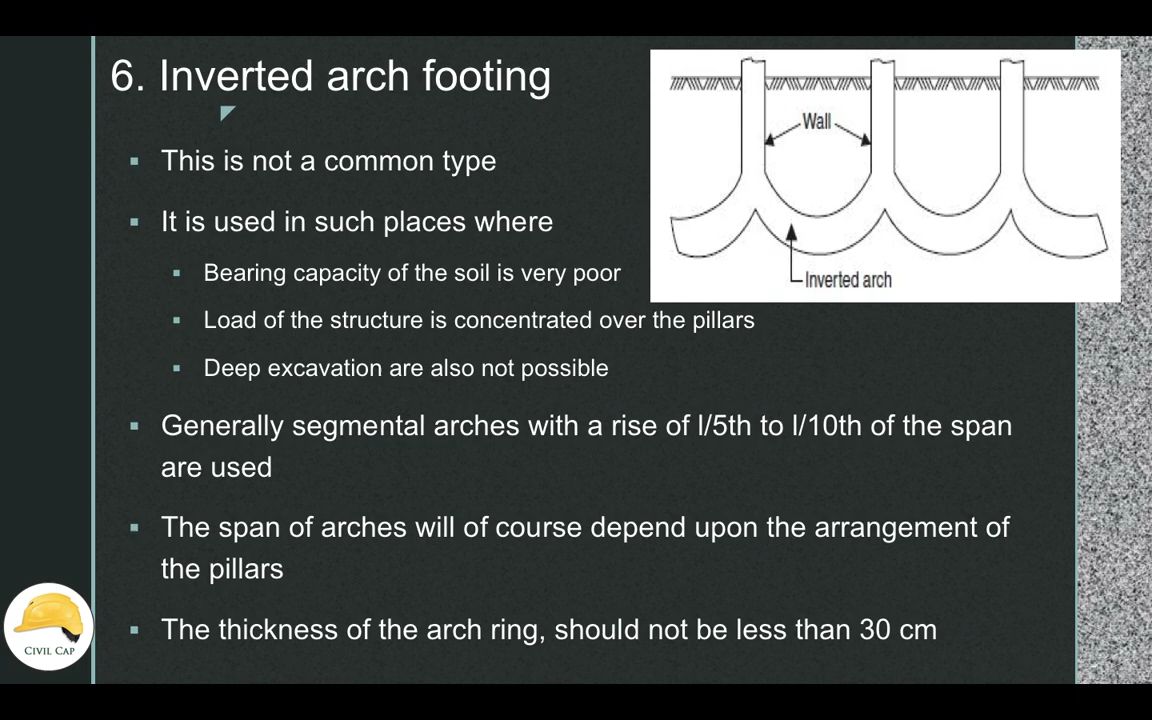 6. Inverted arch footing
▪ This is not a common type
▪ It is used in such places where
▪ Bearing capacity of the soil is very poor
▪ Load of the structure is concentrated over the pillars
▪ Deep excavation are also not possible
▪ Generally segmental arches with a rise of l/5th to l/10th of the span
are used
▪ The span of arches will of course depend upon the arrangement of
the pillars
▪ The thickness of the arch ring, should not be less than 30 cm
Wall
Inverted arch
CIVIL CAP